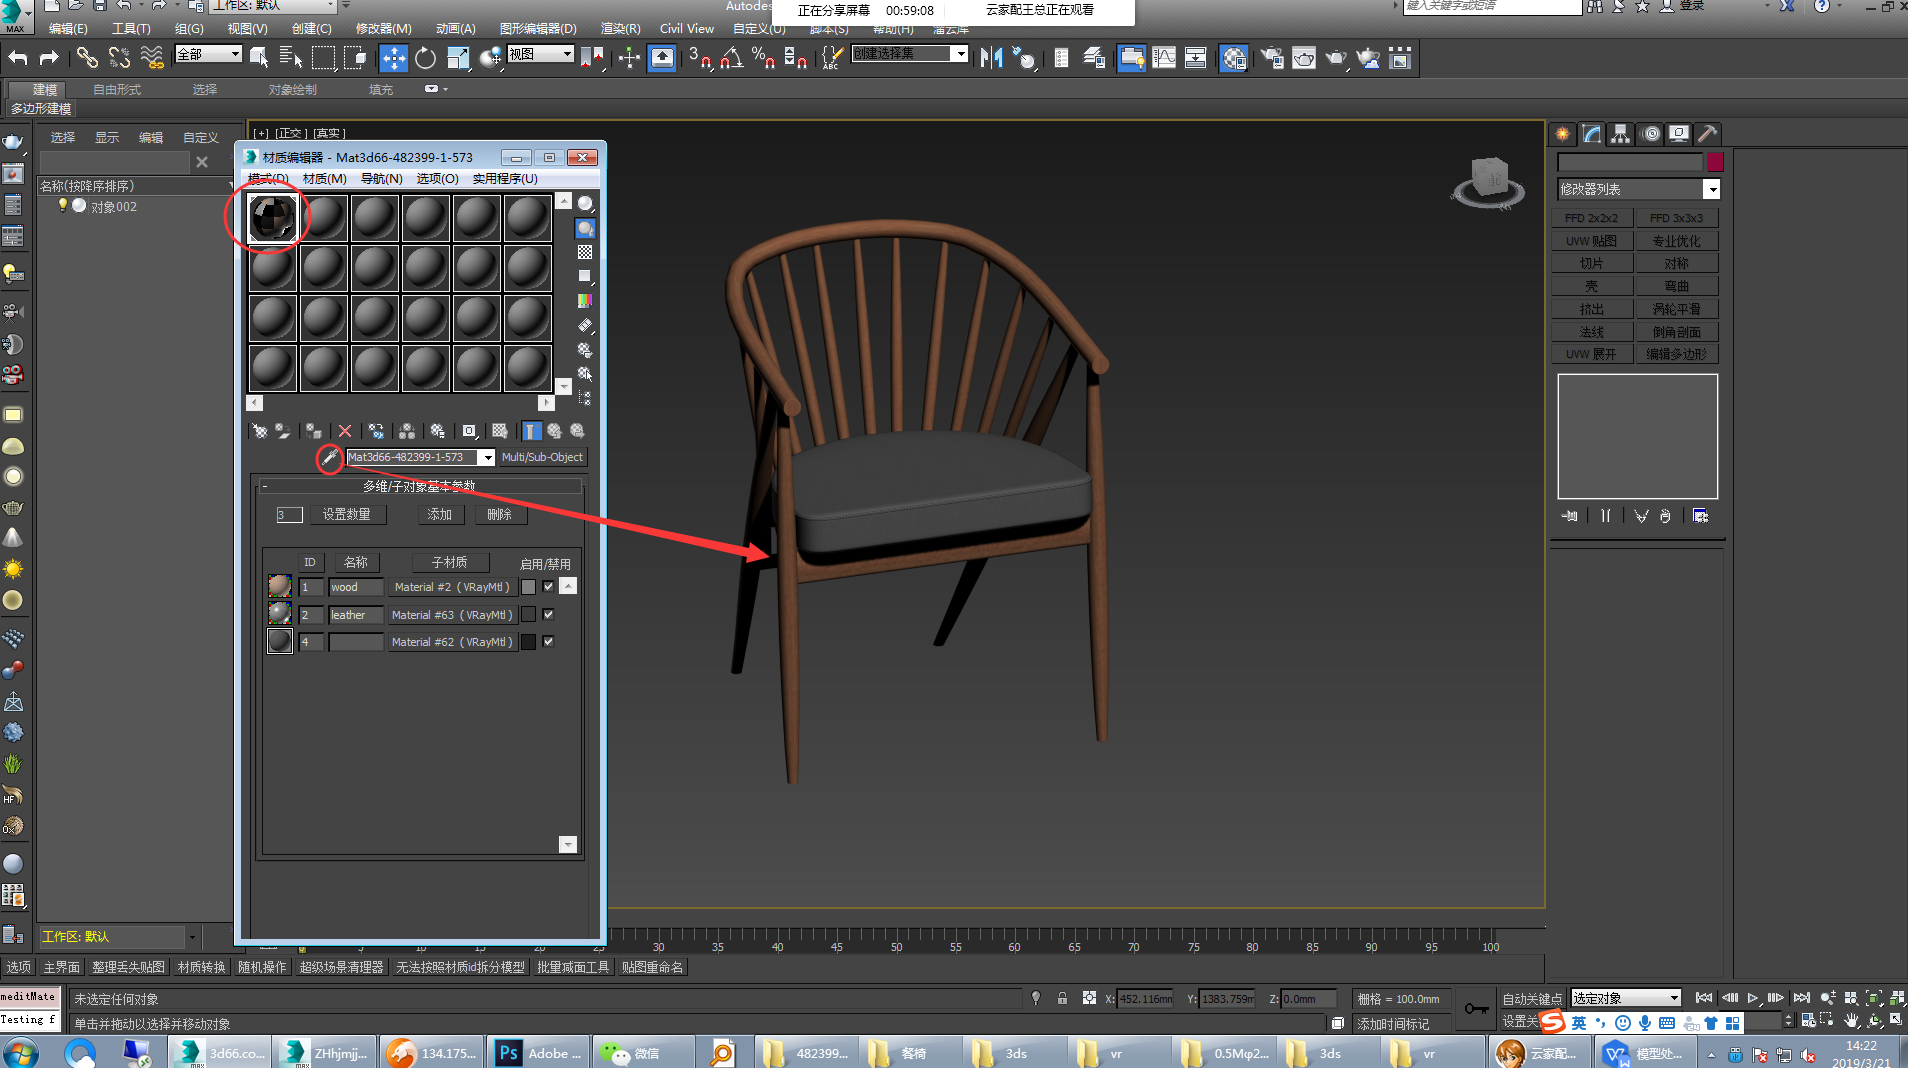 工作区: 默认
Autodes
正在分享屏幕 00:59:08 云家配王总正在观看
键入关键字或短语
登录
MAX
编辑(E) 工具(T) 组(G) 视图(V) 创建(C) 修改器(M) 动画(A) 图形编辑器(D) 渲染(R) Civil View 自定义(U) 脚本(S) 帮助(H)
全部 视图 创建选择集
建模 自由形式 选择 对象绘制 填充
多边形建模
选择 显示 编辑 自定义
名称(按降序排序)
对象002
[+] [正交] [真实]
材质编辑器 - Mat3d66-482399-1-573
模式(D) 材质(M) 导航(N) 选项(O) 实用程序(U)
Mat3d66-482399-1-573 Multi/Sub-Object
多维/子对象基本参数
3 设置数量 添加 删除
ID 名称 子材质 启用/禁用
1 wood Material #2 ( VRayMtl )
2 leather Material #63 ( VRayMtl )
4 Material #62 ( VRayMtl )
修改器列表
FFD 2x2x2 FFD 3x3x3
UVW 贴图 专业优化
切片 对称
壳 弯曲
挤出 涡轮平滑
法线 倒角剖面
UVW 展开 编辑多边形
工作区: 默认
30 35 40 45 50 55 60 65 70 75 80 85 90 95 100
选项 主界面 整理丢失贴图 材质转换 随机操作 超级场景清理器 无法按照材质id拆分模型 批量减面工具 贴图重命名
meditMate 未选定任何对象 X: 452.116mm Y: 1383.759m Z: 0.0mm 栅格 = 100.0mm 自动关键点 选定对象
Testing f 单击并拖动以选择并移动对象 添加时间标记 设置关 英
3d66.co... ZHhjmjj... 134.175... Adobe ... 微信 482399... 餐椅 3ds vr 0.5Mφ2... 3ds vr 云家配... 模型处...
14:22
2019/3/21